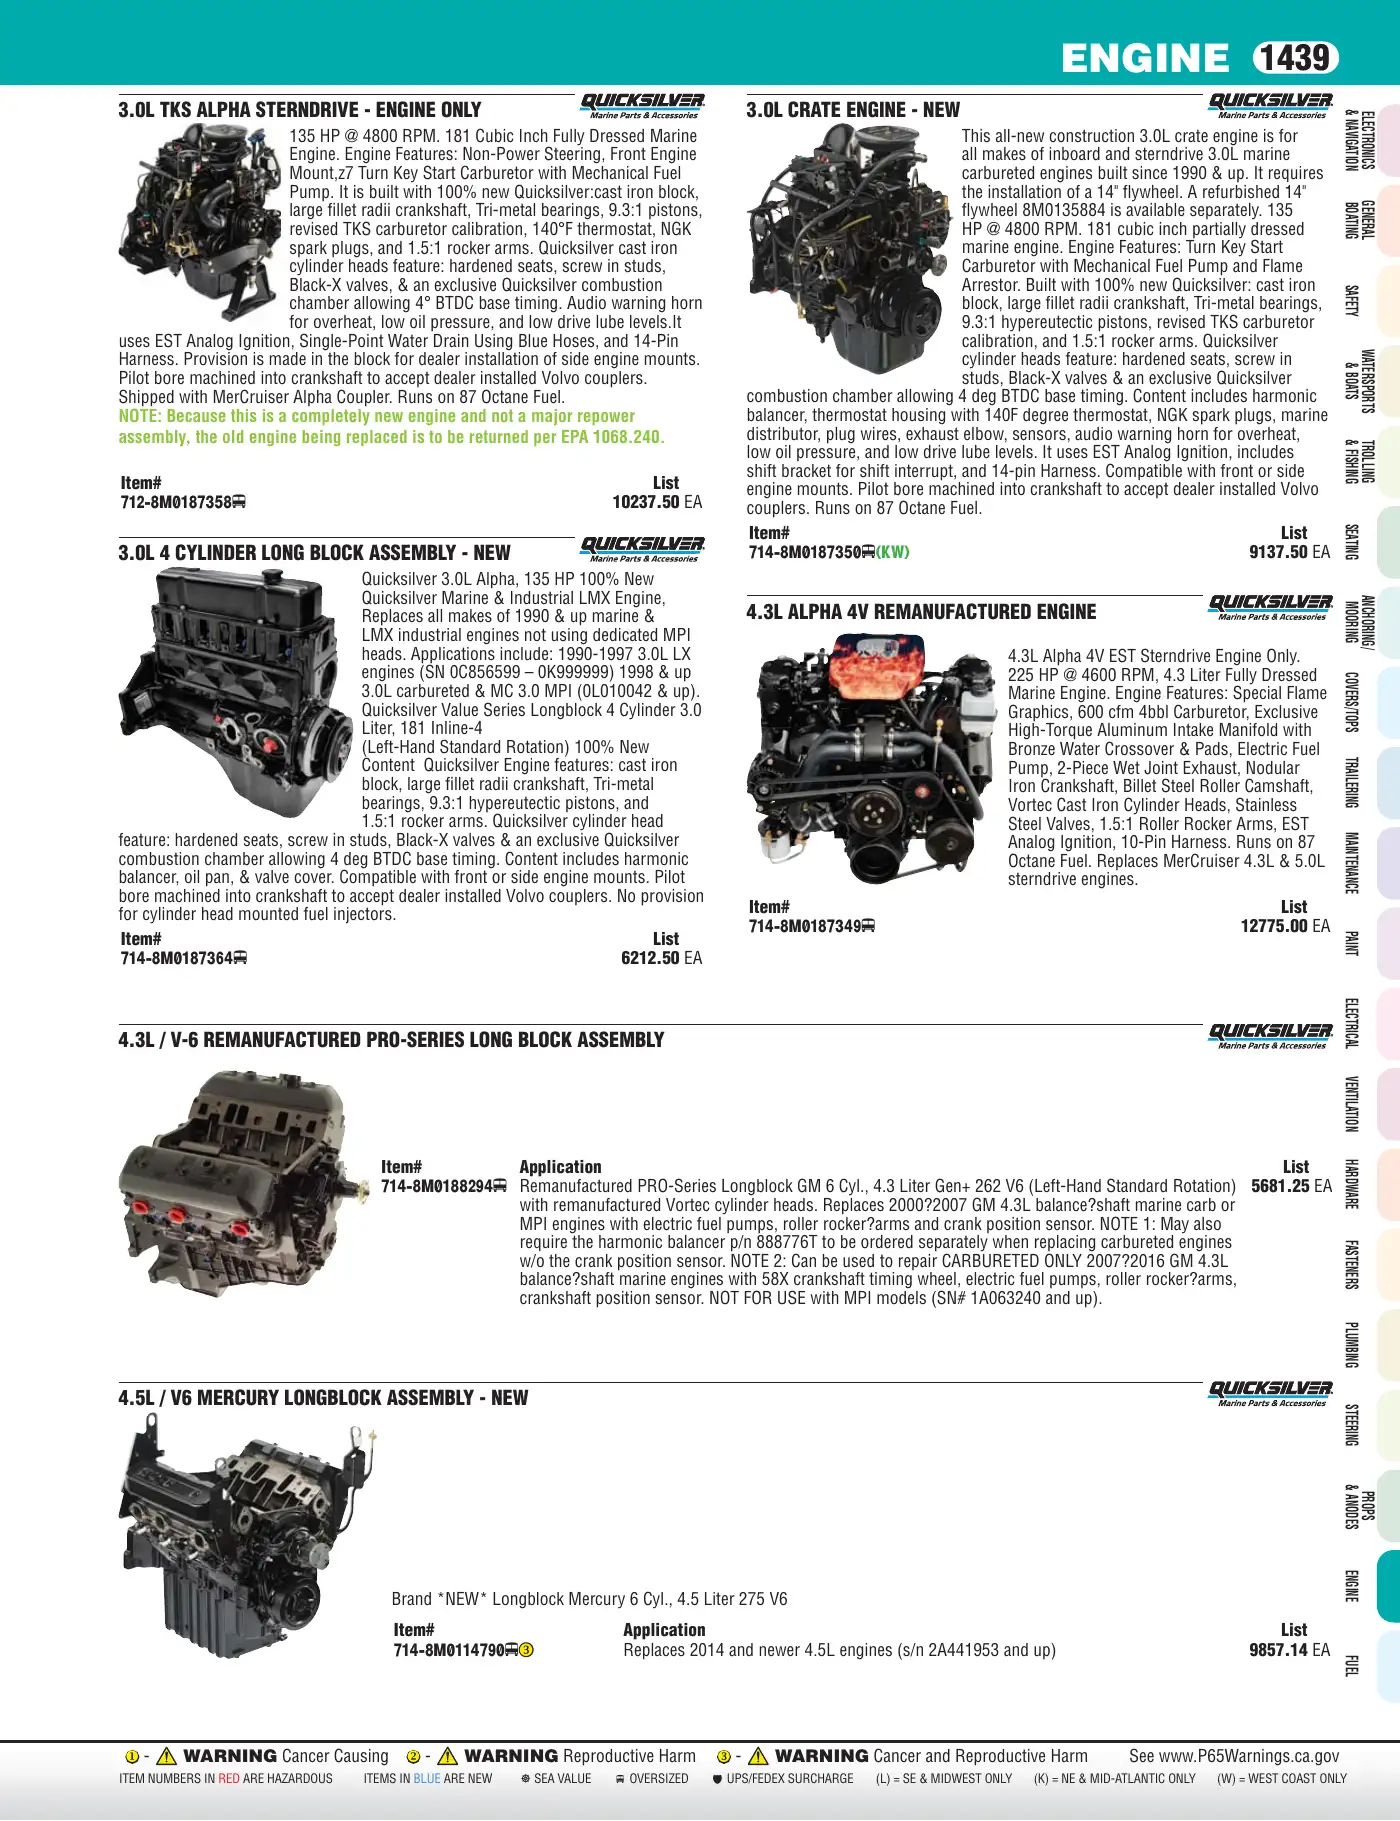 ENGINE 1439
3.0L TKS ALPHA STERNDRIVE - ENGINE ONLY
QUICKSILVER
Marine Parts & Accessories
135 HP @ 4800 RPM. 181 Cubic Inch Fully Dressed Marine
Engine. Engine Features: Non-Power Steering, Front Engine
Mount,z7 Turn Key Start Carburetor with Mechanical Fuel
Pump. It is built with 100% new Quicksilver:cast iron block,
large fillet radii crankshaft, Tri-metal bearings, 9.3:1 pistons,
revised TKS carburetor calibration, 140°F thermostat, NGK
spark plugs, and 1.5:1 rocker arms. Quicksilver cast iron
cylinder heads feature: hardened seats, screw in studs,
Black-X valves, & an exclusive Quicksilver combustion
chamber allowing 4° BTDC base timing. Audio warning horn
for overheat, low oil pressure, and low drive lube levels.It
uses EST Analog Ignition, Single-Point Water Drain Using Blue Hoses, and 14-Pin
Harness. Provision is made in the block for dealer installation of side engine mounts.
Pilot bore machined into crankshaft to accept dealer installed Volvo couplers.
Shipped with MerCruiser Alpha Coupler. Runs on 87 Octane Fuel.
NOTE: Because this is a completely new engine and not a major repower
assembly, the old engine being replaced is to be returned per EPA 1068.240.
Item# List
712-8M0187358 10237.50 EA
3.0L 4 CYLINDER LONG BLOCK ASSEMBLY - NEW
QUICKSILVER
Marine Parts & Accessories
Quicksilver 3.0L Alpha, 135 HP 100% New
Quicksilver Marine & Industrial LMX Engine,
Replaces all makes of 1990 & up marine &
LMX industrial engines not using dedicated MPI
heads. Applications include: 1990-1997 3.0L LX
engines (SN 0C856599 – 0K999999) 1998 & up
3.0L carbureted & MC 3.0 MPI (0L010042 & up).
Quicksilver Value Series Longblock 4 Cylinder 3.0
Liter, 181 Inline-4
(Left-Hand Standard Rotation) 100% New
Content  Quicksilver Engine features: cast iron
block, large fillet radii crankshaft, Tri-metal
bearings, 9.3:1 hypereutectic pistons, and
1.5:1 rocker arms. Quicksilver cylinder head
feature: hardened seats, screw in studs, Black-X valves & an exclusive Quicksilver
combustion chamber allowing 4 deg BTDC base timing. Content includes harmonic
balancer, oil pan, & valve cover. Compatible with front or side engine mounts. Pilot
bore machined into crankshaft to accept dealer installed Volvo couplers. No provision
for cylinder head mounted fuel injectors.
Item# List
714-8M0187364 6212.50 EA
3.0L CRATE ENGINE - NEW
QUICKSILVER
Marine Parts & Accessories
This all-new construction 3.0L crate engine is for
all makes of inboard and sterndrive 3.0L marine
carbureted engines built since 1990 & up. It requires
the installation of a 14" flywheel. A refurbished 14"
flywheel 8M0135884 is available separately. 135
HP @ 4800 RPM. 181 cubic inch partially dressed
marine engine. Engine Features: Turn Key Start
Carburetor with Mechanical Fuel Pump and Flame
Arrestor. Built with 100% new Quicksilver: cast iron
block, large fillet radii crankshaft, Tri-metal bearings,
9.3:1 hypereutectic pistons, revised TKS carburetor
calibration, and 1.5:1 rocker arms. Quicksilver
cylinder heads feature: hardened seats, screw in
studs, Black-X valves & an exclusive Quicksilver
combustion chamber allowing 4 deg BTDC base timing. Content includes harmonic
balancer, thermostat housing with 140F degree thermostat, NGK spark plugs, marine
distributor, plug wires, exhaust elbow, sensors, audio warning horn for overheat,
low oil pressure, and low drive lube levels. It uses EST Analog Ignition, includes
shift bracket for shift interrupt, and 14-pin Harness. Compatible with front or side
engine mounts. Pilot bore machined into crankshaft to accept dealer installed Volvo
couplers. Runs on 87 Octane Fuel.
Item# List
714-8M0187350(KW) 9137.50 EA
4.3L ALPHA 4V REMANUFACTURED ENGINE
QUICKSILVER
Marine Parts & Accessories
4.3L Alpha 4V EST Sterndrive Engine Only.
225 HP @ 4600 RPM, 4.3 Liter Fully Dressed
Marine Engine. Engine Features: Special Flame
Graphics, 600 cfm 4bbl Carburetor, Exclusive
High-Torque Aluminum Intake Manifold with
Bronze Water Crossover & Pads, Electric Fuel
Pump, 2-Piece Wet Joint Exhaust, Nodular
Iron Crankshaft, Billet Steel Roller Camshaft,
Vortec Cast Iron Cylinder Heads, Stainless
Steel Valves, 1.5:1 Roller Rocker Arms, EST
Analog Ignition, 10-Pin Harness. Runs on 87
Octane Fuel. Replaces MerCruiser 4.3L & 5.0L
sterndrive engines.
Item# List
714-8M0187349 12775.00 EA
4.3L / V-6 REMANUFACTURED PRO-SERIES LONG BLOCK ASSEMBLY
QUICKSILVER
Marine Parts & Accessories
Item# Application List
714-8M0188294 Remanufactured PRO-Series Longblock GM 6 Cyl., 4.3 Liter Gen+ 262 V6 (Left-Hand Standard Rotation) 5681.25 EA
with remanufactured Vortec cylinder heads. Replaces 2000?2007 GM 4.3L balance?shaft marine carb or
MPI engines with electric fuel pumps, roller rocker?arms and crank position sensor. NOTE 1: May also
require the harmonic balancer p/n 888776T to be ordered separately when replacing carbureted engines
w/o the crank position sensor. NOTE 2: Can be used to repair CARBURETED ONLY 2007?2016 GM 4.3L
balance?shaft marine engines with 58X crankshaft timing wheel, electric fuel pumps, roller rocker?arms,
crankshaft position sensor. NOT FOR USE with MPI models (SN# 1A063240 and up).
4.5L / V6 MERCURY LONGBLOCK ASSEMBLY - NEW
QUICKSILVER
Marine Parts & Accessories
Brand *NEW* Longblock Mercury 6 Cyl., 4.5 Liter 275 V6
Item# Application List
714-8M0114790 3 Replaces 2014 and newer 4.5L engines (s/n 2A441953 and up) 9857.14 EA
ELECTRONICS
& NAVIGATION
GENERAL
BOATING
SAFETY
WATERSPORTS
& BOATS
TROLLING
& FISHING
SEATING
ANCHORING/
MOORING
COVERS/TOPS
TRAILERING
MAINTENANCE
PAINT
ELECTRICAL
VENTILATION
HARDWARE
FASTENERS
PLUMBING
STEERING
PROPS
& ANODES
ENGINE
FUEL
1 - WARNING Cancer Causing 2 - WARNING Reproductive Harm 3 - WARNING Cancer and Reproductive Harm See www.P65Warnings.ca.gov
ITEM NUMBERS IN RED ARE HAZARDOUS ITEMS IN BLUE ARE NEW SEA VALUE OVERSIZED UPS/FEDEX SURCHARGE (L) = SE & MIDWEST ONLY (K) = NE & MID-ATLANTIC ONLY (W) = WEST COAST ONLY